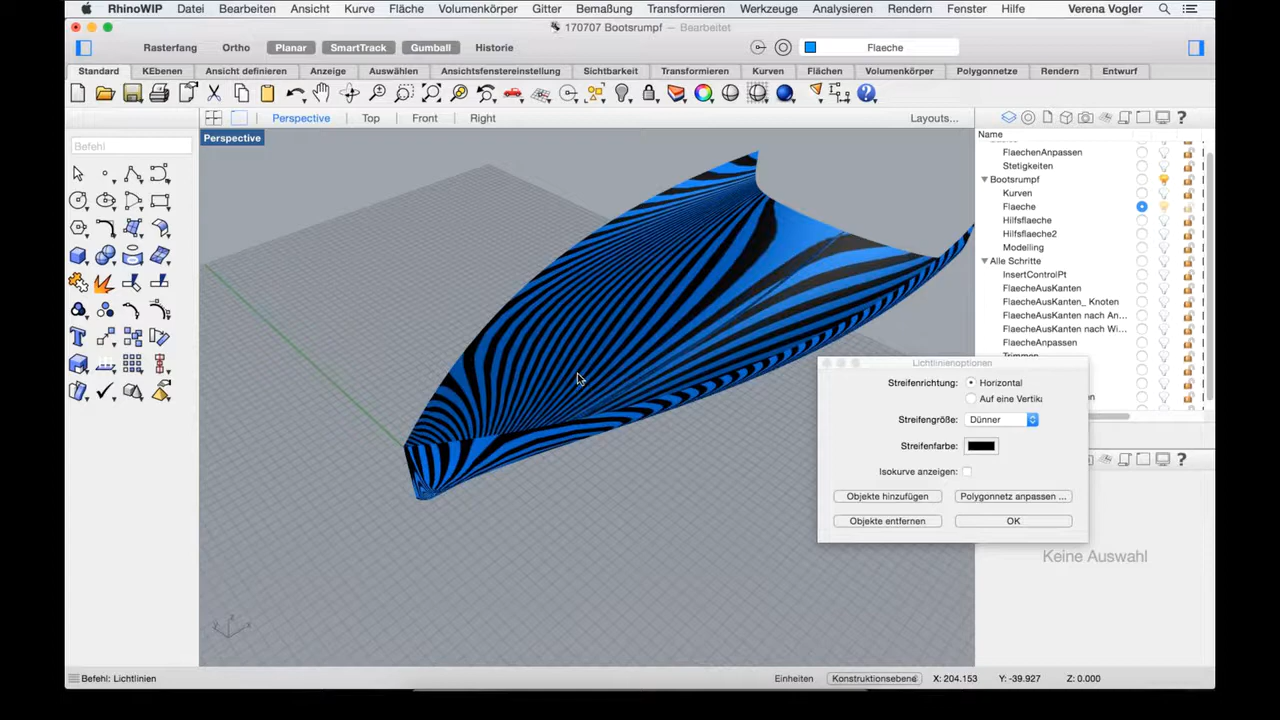 RhinoWIP Datei Bearbeiten Ansicht Kurve Fläche Volumenkörper Gitter Bemaßung Transformieren Werkzeuge Analysieren Rendern Fenster Hilfe Verena Vogler
170707 Bootsrumpf — Bearbeitet
Rasterfang Ortho Planar SmartTrack Gumball Historie Flaeche
Standard KEbenen Ansicht definieren Anzeige Auswählen Ansichtsfenstereinstellung Sichtbarkeit Transformieren Kurven Flächen Volumenkörper Polygonnetze Rendern Entwurf
Perspective Top Front Right Layouts...
Perspective
Befehl
Name
FlaechenAnpassen
Stetigkeiten
Bootsrumpf
Kurven
Flaeche
Hilfsflaeche
Hilfsflaeche2
Modelling
Alle Schritte
InsertControlPt
FlaecheAusKanten
FlaecheAusKanten_ Knoten
FlaecheAusKanten nach An...
FlaecheAusKanten nach Wi...
FlaecheAnpassen
Trimmen
Lichtlinienoptionen
Streifenrichtung: Horizontal
Auf eine Vertika
Streifengröße: Dünner
Streifenfarbe:
Isokurve anzeigen:
Objekte hinzufügen Polygonnetz anpassen ...
Objekte entfernen OK
Keine Auswahl
Befehl: Lichtlinien Einheiten Konstruktionsebene X: 204.153 Y: -39.927 Z: 0.000
z
x